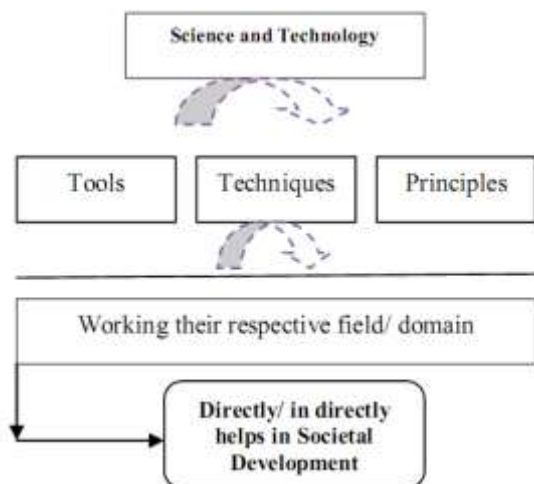 Science and Technology
Tools
Techniques
Principles
Working their respective field/ domain
Directly/ in directly
helps in Societal
Development